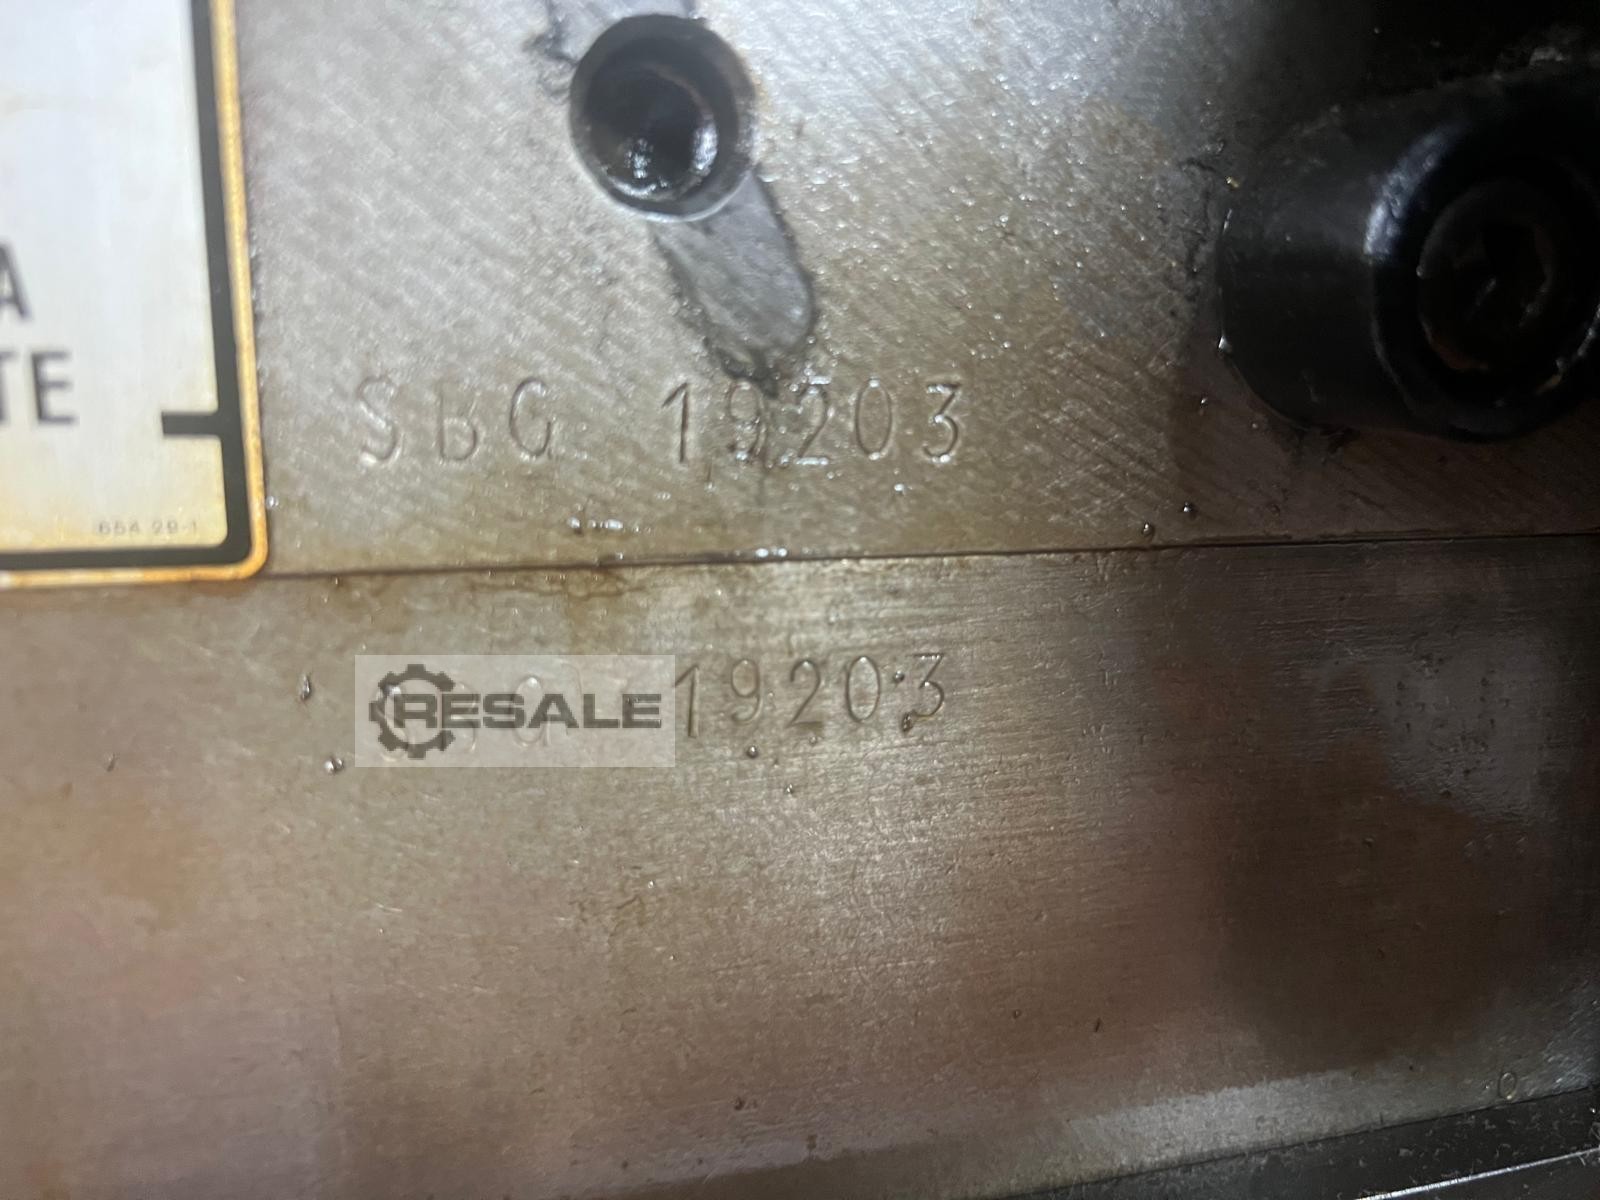 A
TE
SBG 19203
654 29-1
RESALE 19203